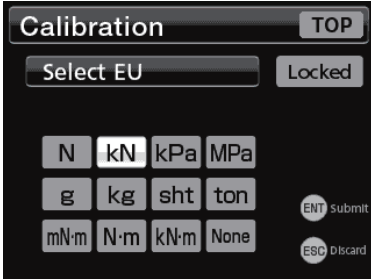 Calibration TOP
Select EU Locked
N kN kPa MPa
g kg sht ton
ENT Submit
mN·m N·m kN·m None
ESC Discard